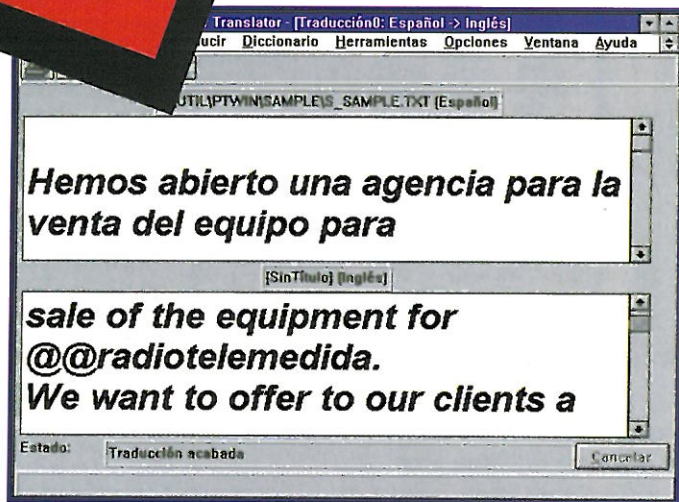 Translator - [Traducción0: Español -> Inglés]
ucir Diccionario Herramientas Opciones Ventana Ayuda
UTIL\PTWIN\SAMPLE\S_SAMPLE.TXT [Español]
Hemos abierto una agencia para la
venta del equipo para
[SinTítulo] [Inglés]
sale of the equipment for
@@radiotelemedida.
We want to offer to our clients a
Estado: Traducción acabada Cancelar